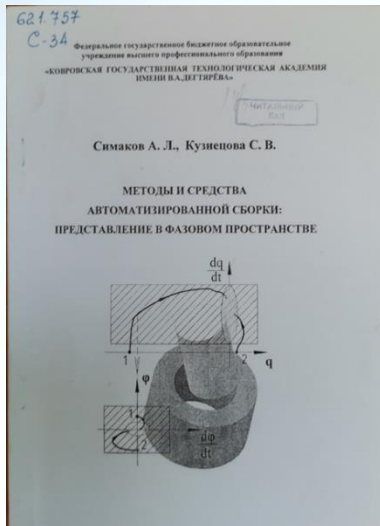 621.757
С-34
Федеральное государственное бюджетное образовательное
учреждение высшего профессионального образования
«КОВРОВСКАЯ ГОСУДАРСТВЕННАЯ ТЕХНОЛОГИЧЕСКАЯ АКАДЕМИЯ
ИМЕНИ В.А.ДЕГТЯРЁВА»
ЧИТАЛЬНЫЙ
ЗАЛ
Симаков А. Л., Кузнецова С. В.
МЕТОДЫ И СРЕДСТВА
АВТОМАТИЗИРОВАННОЙ СБОРКИ:
ПРЕДСТАВЛЕНИЕ В ФАЗОВОМ ПРОСТРАНСТВЕ
dq
dt
1
2
q
φ
1
2
dφ
dt